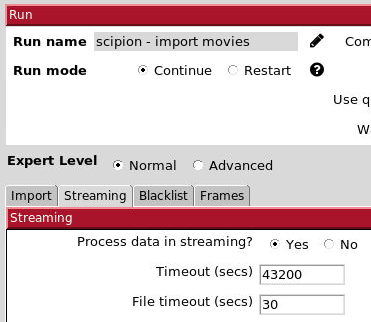 Run
Run name scipion - import movies Com
Run mode Continue Restart ?
Use q
W
Expert Level Normal Advanced
Import Streaming Blacklist Frames
Streaming
Process data in streaming? Yes No
Timeout (secs) 43200
File timeout (secs) 30